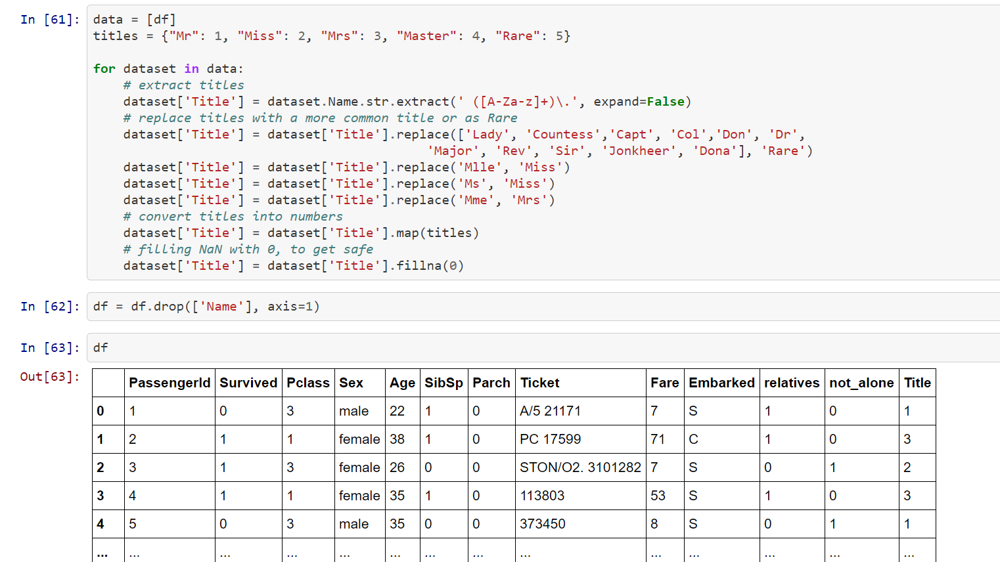 In [61]: data = [df]
titles = {"Mr": 1, "Miss": 2, "Mrs": 3, "Master": 4, "Rare": 5}
for dataset in data:
# extract titles
dataset['Title'] = dataset.Name.str.extract(' ([A-Za-z]+)\.', expand=False)
# replace titles with a more common title or as Rare
dataset['Title'] = dataset['Title'].replace(['Lady', 'Countess','Capt', 'Col','Don', 'Dr',
'Major', 'Rev', 'Sir', 'Jonkheer', 'Dona'], 'Rare')
dataset['Title'] = dataset['Title'].replace('Mlle', 'Miss')
dataset['Title'] = dataset['Title'].replace('Ms', 'Miss')
dataset['Title'] = dataset['Title'].replace('Mme', 'Mrs')
# convert titles into numbers
dataset['Title'] = dataset['Title'].map(titles)
# filling NaN with 0, to get safe
dataset['Title'] = dataset['Title'].fillna(0)
In [62]: df = df.drop(['Name'], axis=1)
In [63]: df
Out[63]:
PassengerId Survived Pclass Sex Age SibSp Parch Ticket Fare Embarked relatives not_alone Title
0 1 0 3 male 22 1 0 A/5 21171 7 S 1 0 1
1 2 1 1 female 38 1 0 PC 17599 71 C 1 0 3
2 3 1 3 female 26 0 0 STON/O2. 3101282 7 S 0 1 2
3 4 1 1 female 35 1 0 113803 53 S 1 0 3
4 5 0 3 male 35 0 0 373450 8 S 0 1 1
... ... ... ... ... ... ... ... ... ... ... ... ... ...